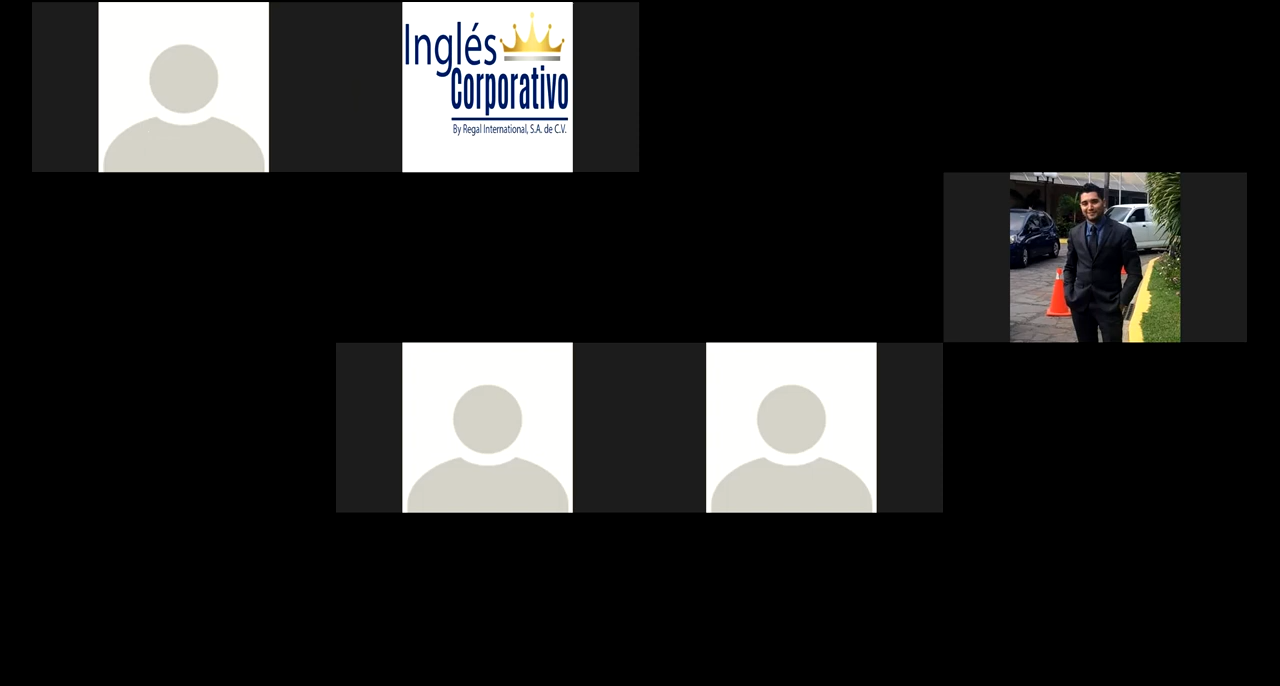 Inglés
Corporativo
By Regal International, S.A. de C.V.